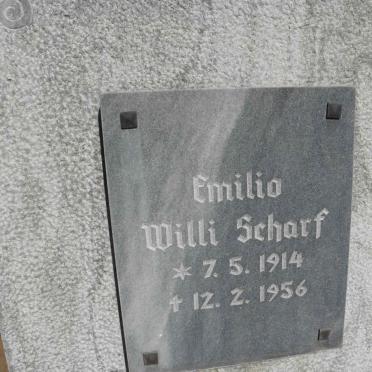 Emilio
Willi Scharf
* 7. 5. 1914
† 12. 2. 1956